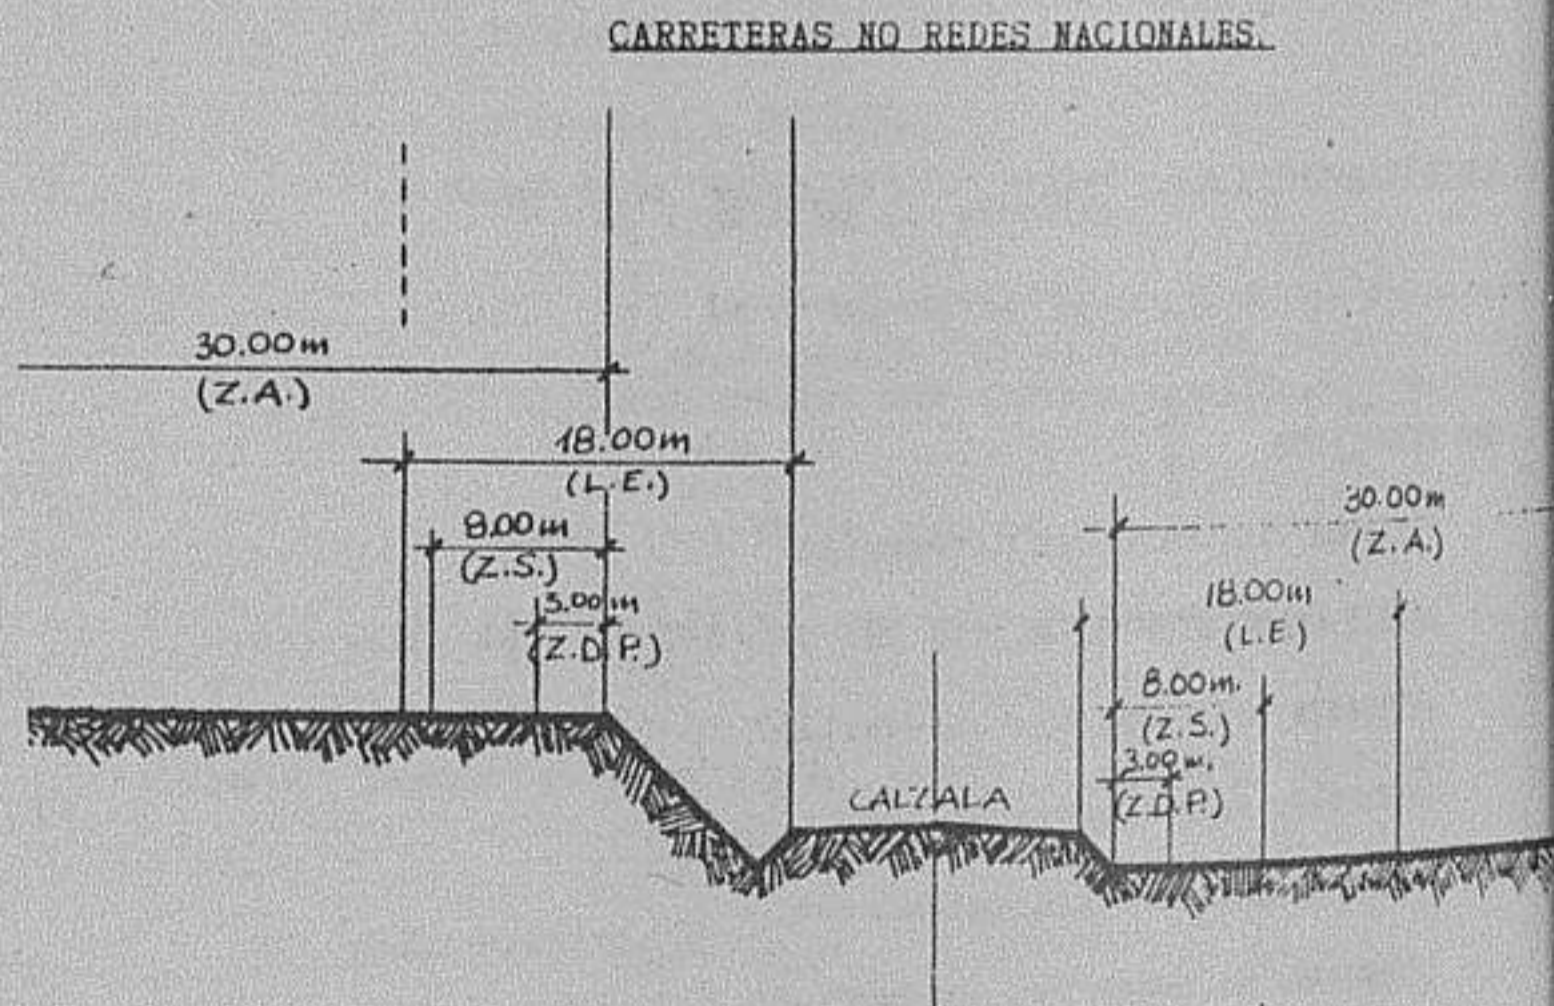 CARRETERAS NO REDES NACIONALES.
30.00m
(Z.A.)
18.00m
(L.E.)
8.00m
(Z.S.)
3.00m
(Z.D.P.)
30.00m
(Z.A.)
18.00m
(L.E)
8.00m.
(Z.S.)
3.00m.
(Z.D.P.)
CALZALA